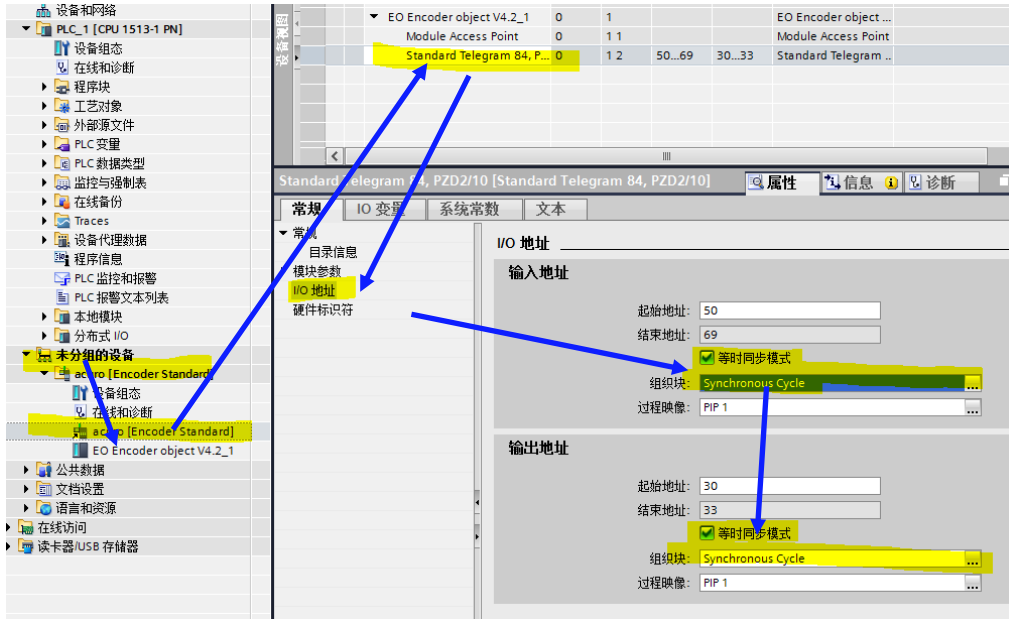 设备和网络
PLC_1 [CPU 1513-1 PN]
设备组态
在线和诊断
程序块
工艺对象
外部源文件
PLC 变量
PLC 数据类型
监控与强制表
在线备份
Traces
设备代理数据
程序信息
PLC 监控和报警
PLC 报警文本列表
本地模块
分布式 I/O
未分组的设备
accro [Encoder Standard]
设备组态
在线和诊断
[Encoder Standard]
EO Encoder object V4.2_1
公共数据
文档设置
语言和资源
在线访问
读卡器/USB 存储器
设备视图
EO Encoder object V4.2_1 0 1 EO Encoder object ...
Module Access Point 0 1 1 Module Access Point
Standard Telegram 84, P... 0 1 2 50...69 30...33 Standard Telegram ..
Standard Telegram 84, PZD2/10 [Standard Telegram 84, PZD2/10]
属性 信息 诊断
常规 IO 变量 系统常数 文本
常规
目录信息
模块参数
I/O 地址
硬件标识符
I/O 地址
输入地址
起始地址: 50
结束地址: 69
等时同步模式
组织块: Synchronous Cycle ...
过程映像: PIP 1 ...
输出地址
起始地址: 30
结束地址: 33
等时同步模式
组织块: Synchronous Cycle ...
过程映像: PIP 1 ...